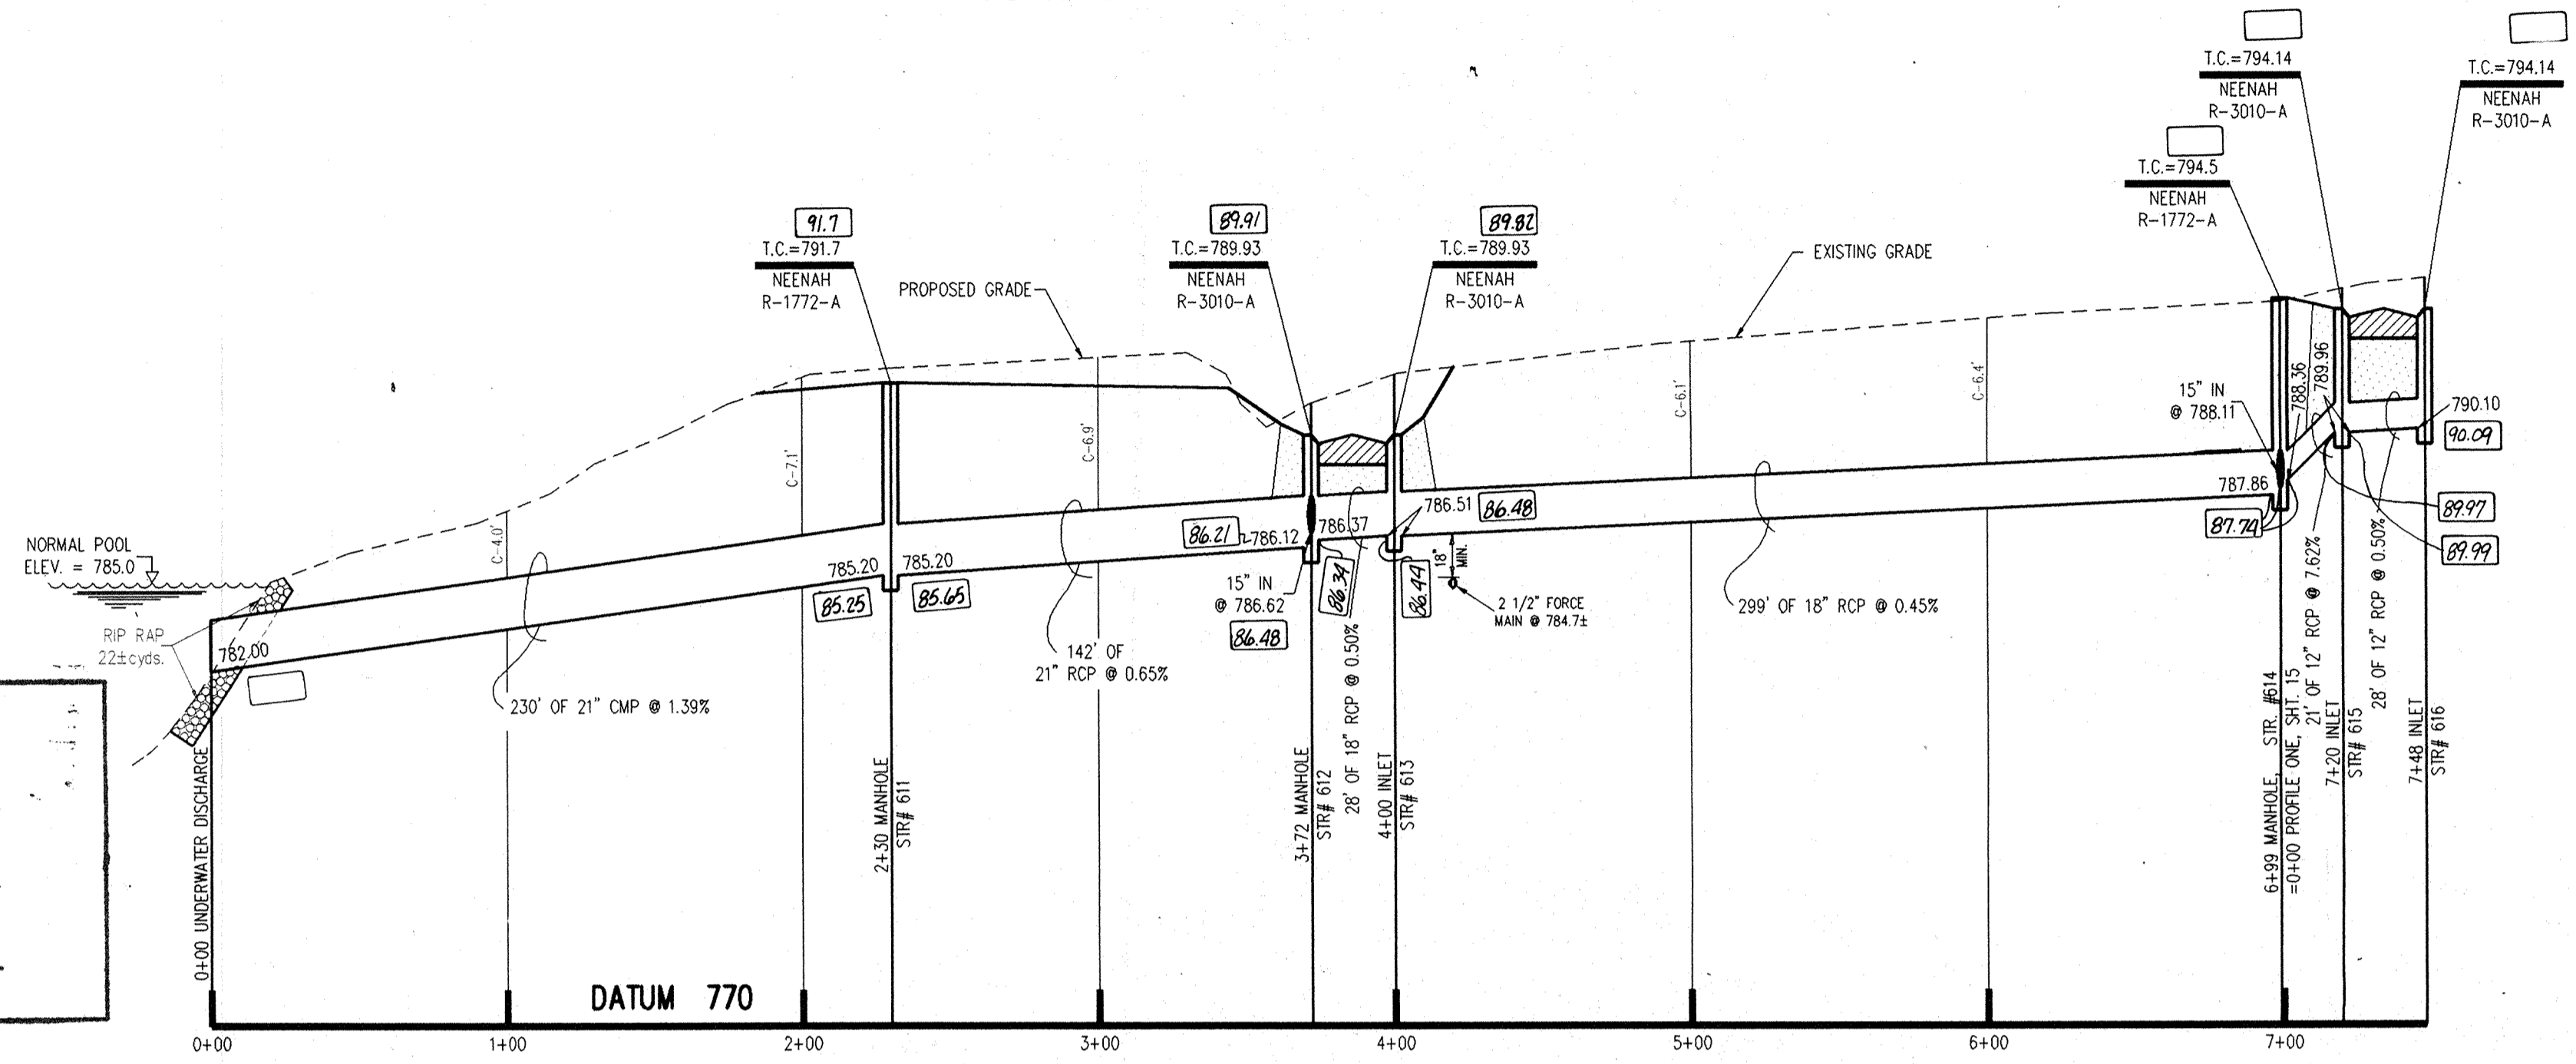 T.C.=794.14
NEENAH
R-3010-A
T.C.=794.14
NEENAH
R-3010-A
T.C.=794.5
NEENAH
R-1772-A
91.7
T.C.=791.7
NEENAH
R-1772-A
89.91
T.C.=789.93
NEENAH
R-3010-A
89.82
T.C.=789.93
NEENAH
R-3010-A
PROPOSED GRADE
EXISTING GRADE
C-4.0'
C-7.1'
C-6.9'
C-6.1'
C-6.4'
NORMAL POOL
ELEV. = 785.0
RIP RAP
22±cyds.
782.00
230' OF 21" CMP @ 1.39%
785.20
785.20
85.25
85.65
142' OF
21" RCP @ 0.65%
86.21
786.12
786.37
15" IN
@ 786.62
86.48
86.34
28' OF 18" RCP @ 0.50%
86.44
786.51
86.48
18"
MIN.
2 1/2" FORCE
MAIN @ 784.7±
299' OF 18" RCP @ 0.45%
15" IN
@ 788.11
787.86
87.74
788.36
789.96
790.10
90.09
89.97
89.99
21' OF 12" RCP @ 7.62%
28' OF 12" RCP @ 0.50%
0+00 UNDERWATER DISCHARGE
2+30 MANHOLE
STR# 611
3+72 MANHOLE
STR# 612
4+00 INLET
STR# 613
6+99 MANHOLE, STR. #614
=0+00 PROFILE ONE, SHT. 15
7+20 INLET
STR# 615
7+48 INLET
STR# 616
DATUM 770
0+00
1+00
2+00
3+00
4+00
5+00
6+00
7+00